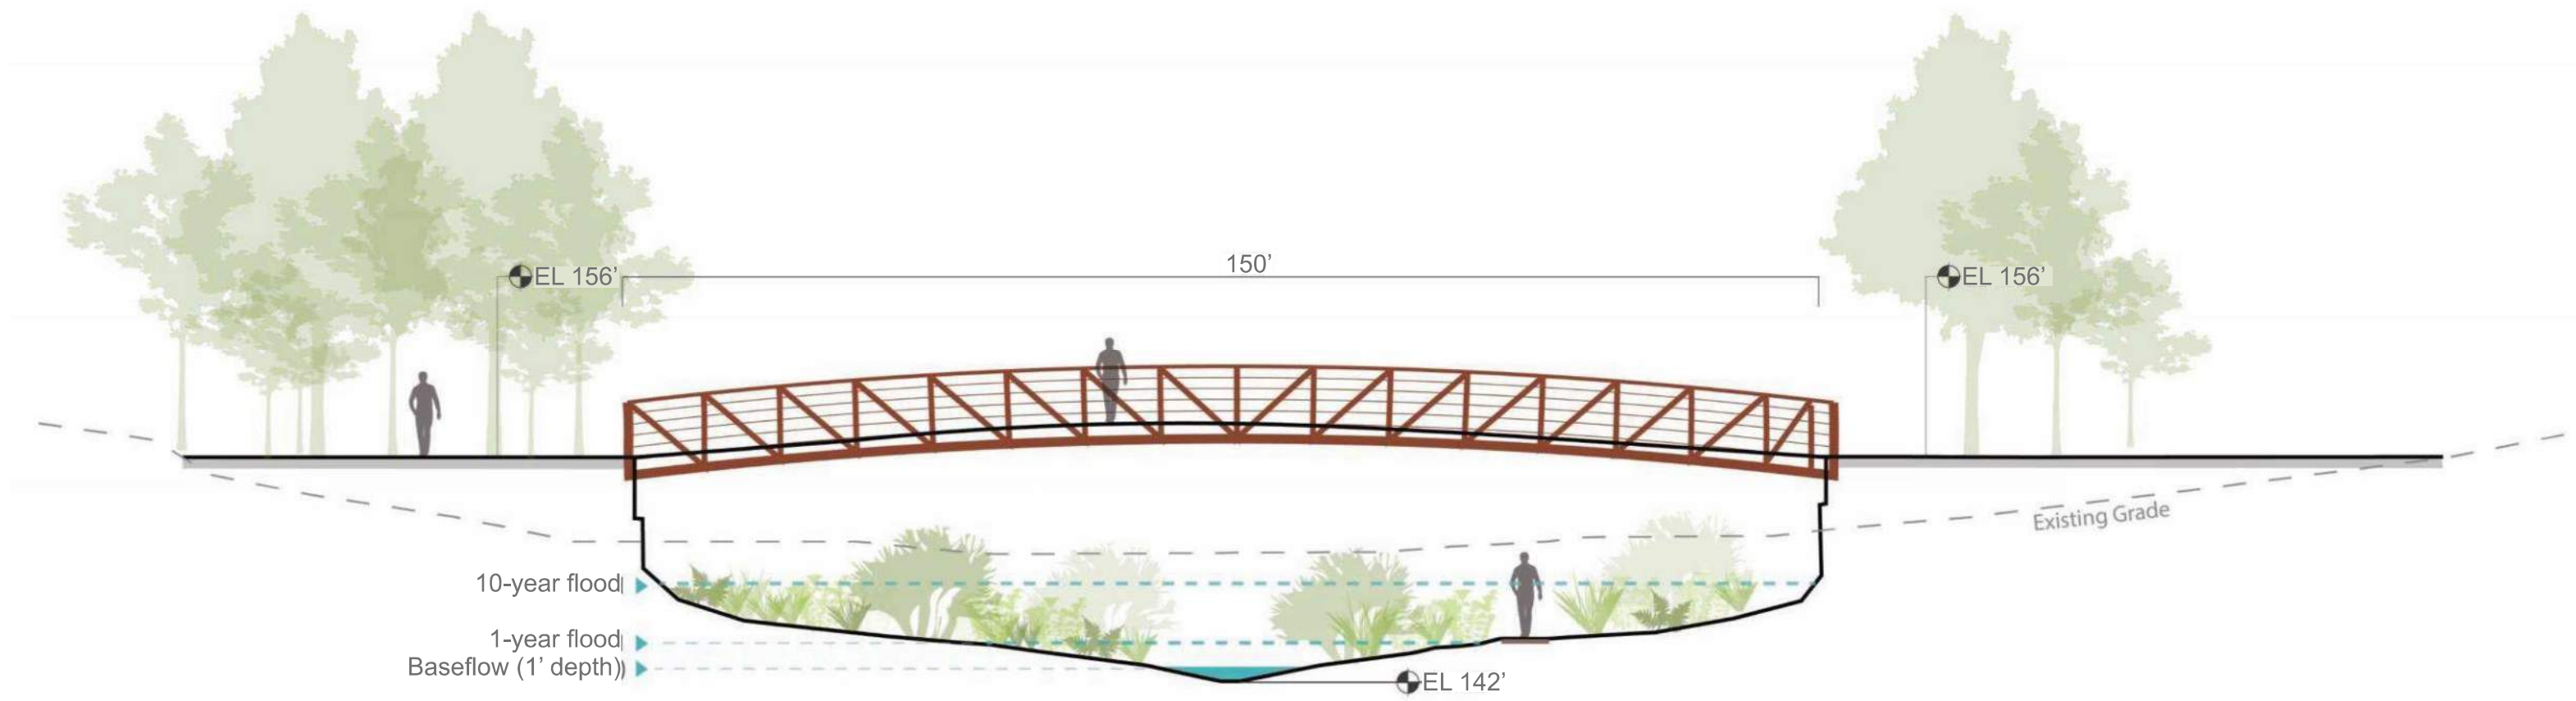 150’
EL 156’
EL 156’
Existing Grade
10-year flood
1-year flood
Baseflow (1’ depth)
EL 142’